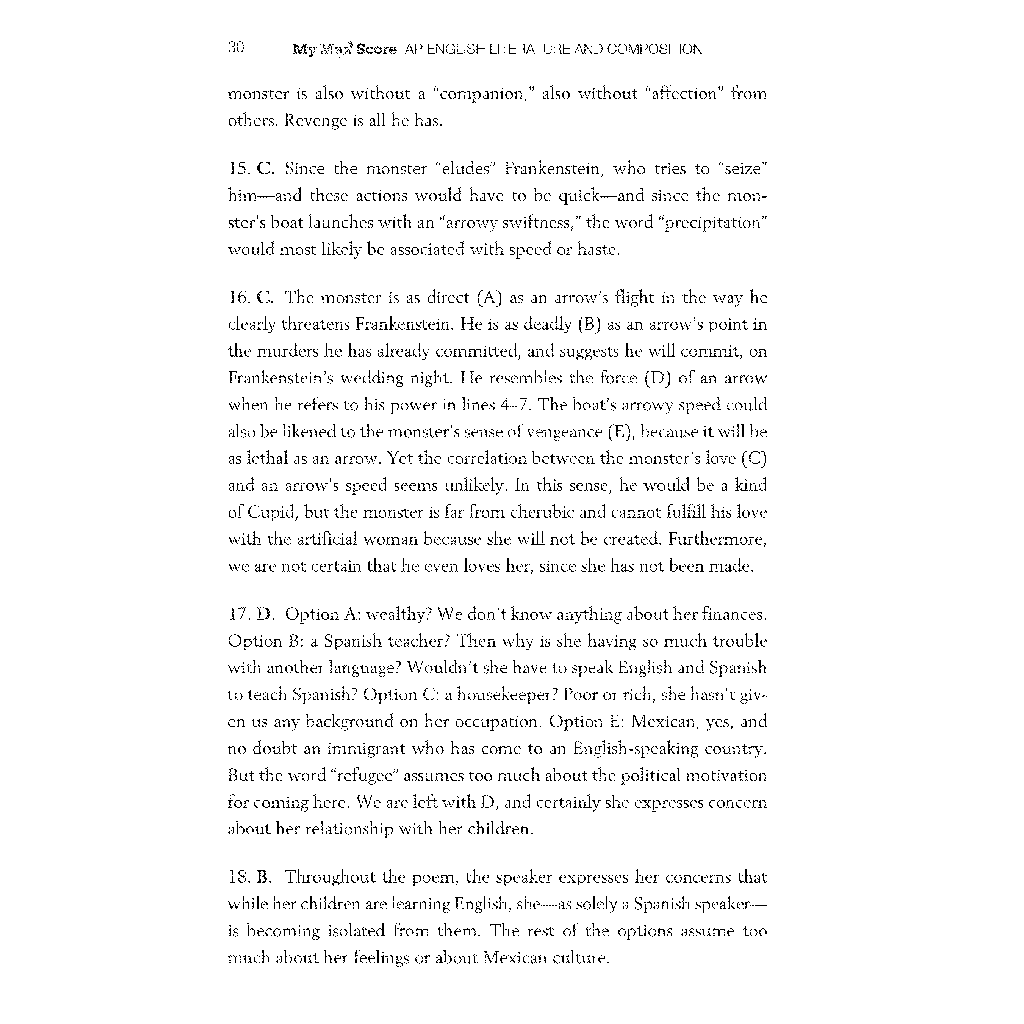 30 My Max Score AP ENGLISH LITERATURE AND COMPOSITION
monster is also without a “companion,” also without “affection” from
others. Revenge is all he has.
15. C. Since the monster “eludes” Frankenstein, who tries to “seize”
him—and these actions would have to be quick—and since the mon-
ster’s boat launches with an “arrowy swiftness,” the word “precipitation”
would most likely be associated with speed or haste.
16. C. The monster is as direct (A) as an arrow’s flight in the way he
clearly threatens Frankenstein. He is as deadly (B) as an arrow’s point in
the murders he has already committed, and suggests he will commit, on
Frankenstein’s wedding night. He resembles the force (D) of an arrow
when he refers to his power in lines 4–7. The boat’s arrowy speed could
also be likened to the monster’s sense of vengeance (E), because it will be
as lethal as an arrow. Yet the correlation between the monster’s love (C)
and an arrow’s speed seems unlikely. In this sense, he would be a kind
of Cupid, but the monster is far from cherubic and cannot fulfill his love
with the artificial woman because she will not be created. Furthermore,
we are not certain that he even loves her, since she has not been made.
17. D. Option A: wealthy? We don’t know anything about her finances.
Option B: a Spanish teacher? Then why is she having so much trouble
with another language? Wouldn’t she have to speak English and Spanish
to teach Spanish? Option C: a housekeeper? Poor or rich, she hasn’t giv-
en us any background on her occupation. Option E: Mexican, yes, and
no doubt an immigrant who has come to an English-speaking country.
But the word “refugee” assumes too much about the political motivation
for coming here. We are left with D, and certainly she expresses concern
about her relationship with her children.
18. B. Throughout the poem, the speaker expresses her concerns that
while her children are learning English, she—as solely a Spanish speaker—
is becoming isolated from them. The rest of the options assume too
much about her feelings or about Mexican culture.